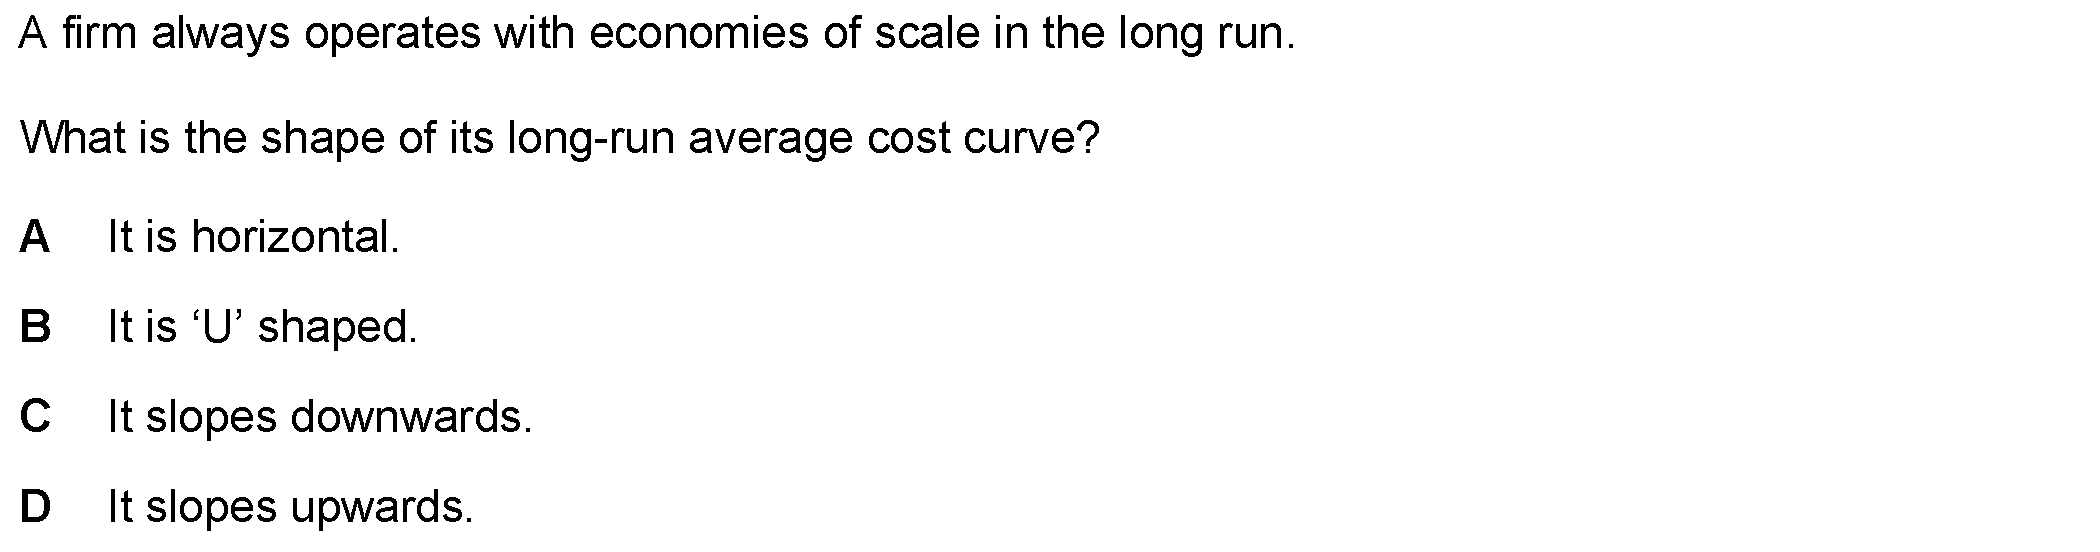 A firm always operates with economies of scale in the long run.
What is the shape of its long-run average cost curve?
A It is horizontal.
B It is ‘U’ shaped.
C It slopes downwards.
D It slopes upwards.